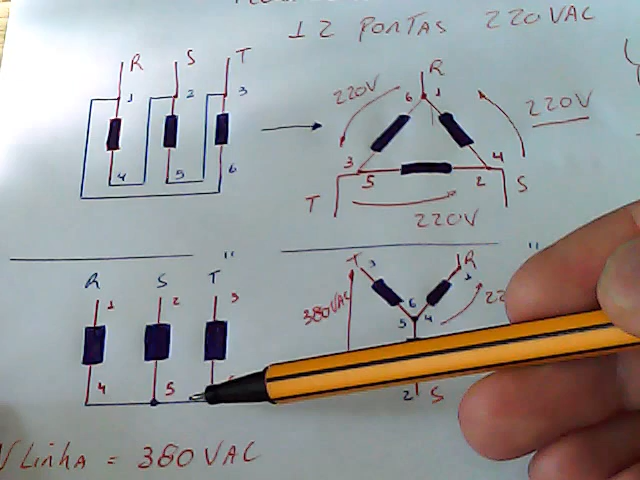 12 PORTAS 220VAC
R S T
1 2 3
4 5 6
R
6 1
220V 220V
3 4
5 2
T S
220V
R S T
1 2 3
4 5
T 3 R 1
380VAC
6
5 4
2 S
V LINHA = 380VAC